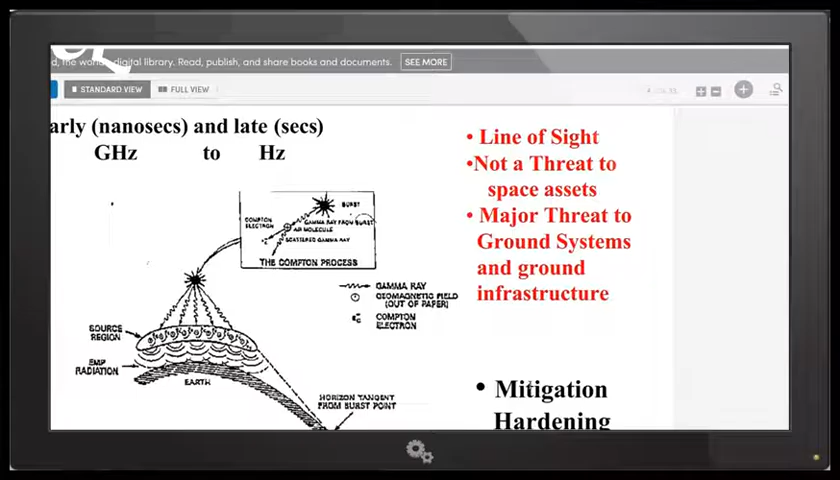 d, the world's digital library. Read, publish, and share books and documents. SEE MORE
STANDARD VIEW FULL VIEW
arly (nanosecs) and late (secs)
GHz to Hz
• Line of Sight
•Not a Threat to
space assets
• Major Threat to
Ground Systems
and ground
infrastructure
BURST
COMPTON
ELECTRON
GAMMA RAY FROM BURST
AIR MOLECULE
SCATTERED GAMMA RAY
THE COMPTON PROCESS
GAMMA RAY
GEOMAGNETIC FIELD
(OUT OF PAPER)
COMPTON
ELECTRON
SOURCE
REGION
EMP
RADIATION
EARTH
HORIZON TANGENT
FROM BURST POINT
• Mitigation
Hardening